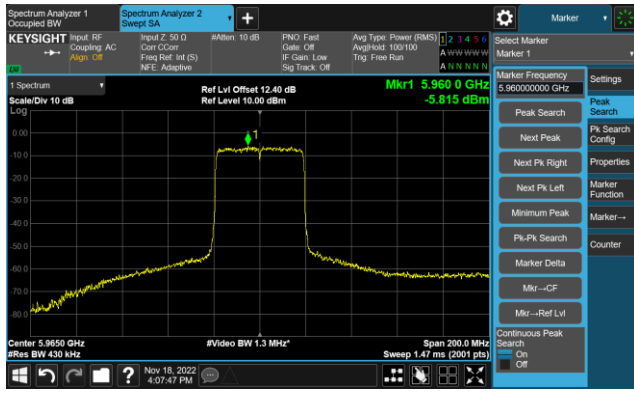 Spectrum Analyzer 1
Occupied BW
Spectrum Analyzer 2
Swept SA
Marker
KEYSIGHT
Input: RF
Coupling: AC
Align: Off
Input Z: 50 Ω
Corr CCorr
Freq Ref: Int (S)
NFE: Adaptive
#Atten: 10 dB
PNO: Fast
Gate: Off
IF Gain: Low
Sig Track: Off
Avg Type: Power (RMS)
Avg|Hold: 100/100
Trig: Free Run
1 2 3 4 5 6
A W W W W W
A N N N N N
Select Marker
Marker 1
1 Spectrum
Scale/Div 10 dB
Log
Ref Lvl Offset 12.40 dB
Ref Level 10.00 dBm
Mkr1 5.960 0 GHz
-5.815 dBm
1
0.00
-10.0
-20.0
-30.0
-40.0
-50.0
-60.0
-70.0
-80.0
Center 5.9650 GHz
#Res BW 430 kHz
#Video BW 1.3 MHz*
Span 200.0 MHz
Sweep 1.47 ms (2001 pts)
Marker Frequency
5.960000000 GHz
Peak Search
Next Peak
Next Pk Right
Next Pk Left
Minimum Peak
Pk-Pk Search
Marker Delta
Mkr→CF
Mkr→Ref Lvl
Continuous Peak
Search
On
Off
Settings
Peak
Search
Pk Search
Config
Properties
Marker
Function
Marker→
Counter
?
Nov 18, 2022
4:07:47 PM